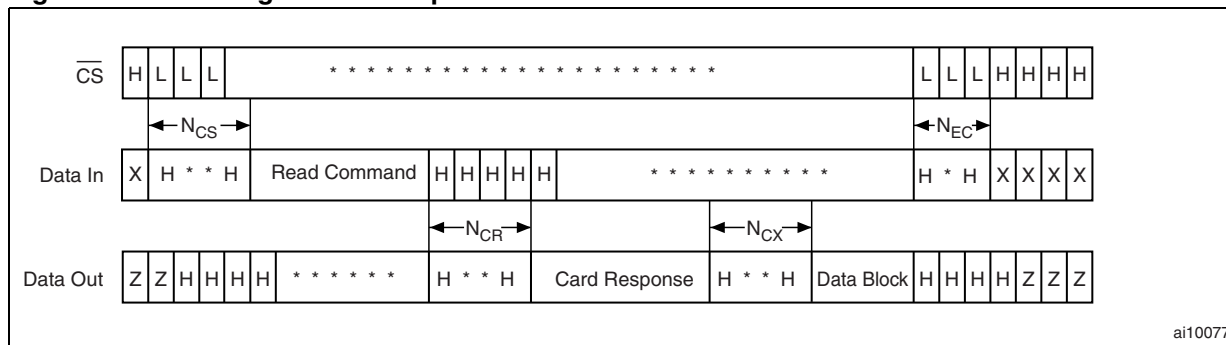 CS H L L L * * * * * * * * * * * * * * * * * * * * * L L L H H H H
NCS NEC
Data In X H * * H Read Command H H H H H * * * * * * * * * * H * H X X X X
NCR NCX
Data Out Z Z H H H H * * * * * * H * * H Card Response H * * H Data Block H H H H Z Z Z
ai10077